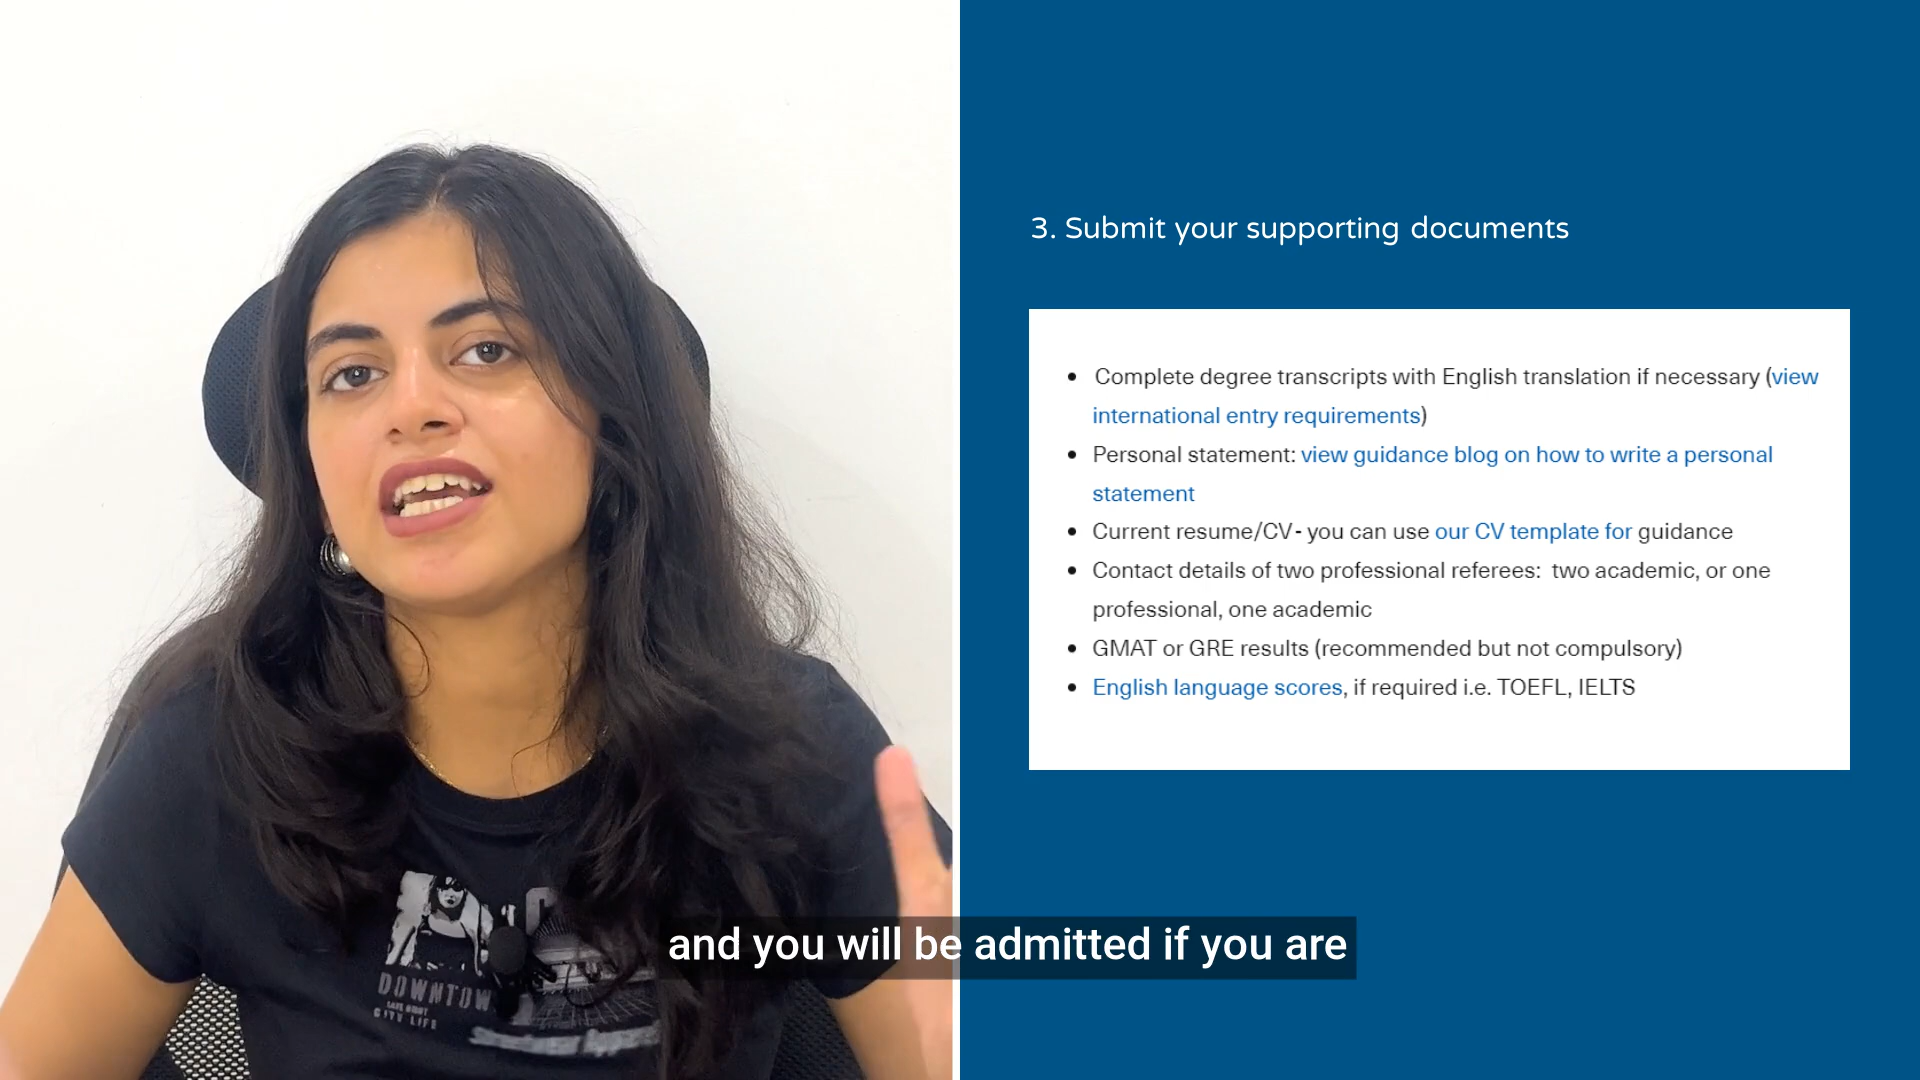 3. Submit your supporting documents
• Complete degree transcripts with English translation if necessary (view
international entry requirements)
• Personal statement: view guidance blog on how to write a personal
statement
• Current resume/CV - you can use our CV template for guidance
• Contact details of two professional referees:  two academic, or one
professional, one academic
• GMAT or GRE results (recommended but not compulsory)
• English language scores, if required i.e. TOEFL, IELTS
and you will be admitted if you are
DOWNTOW
CITY LIFE